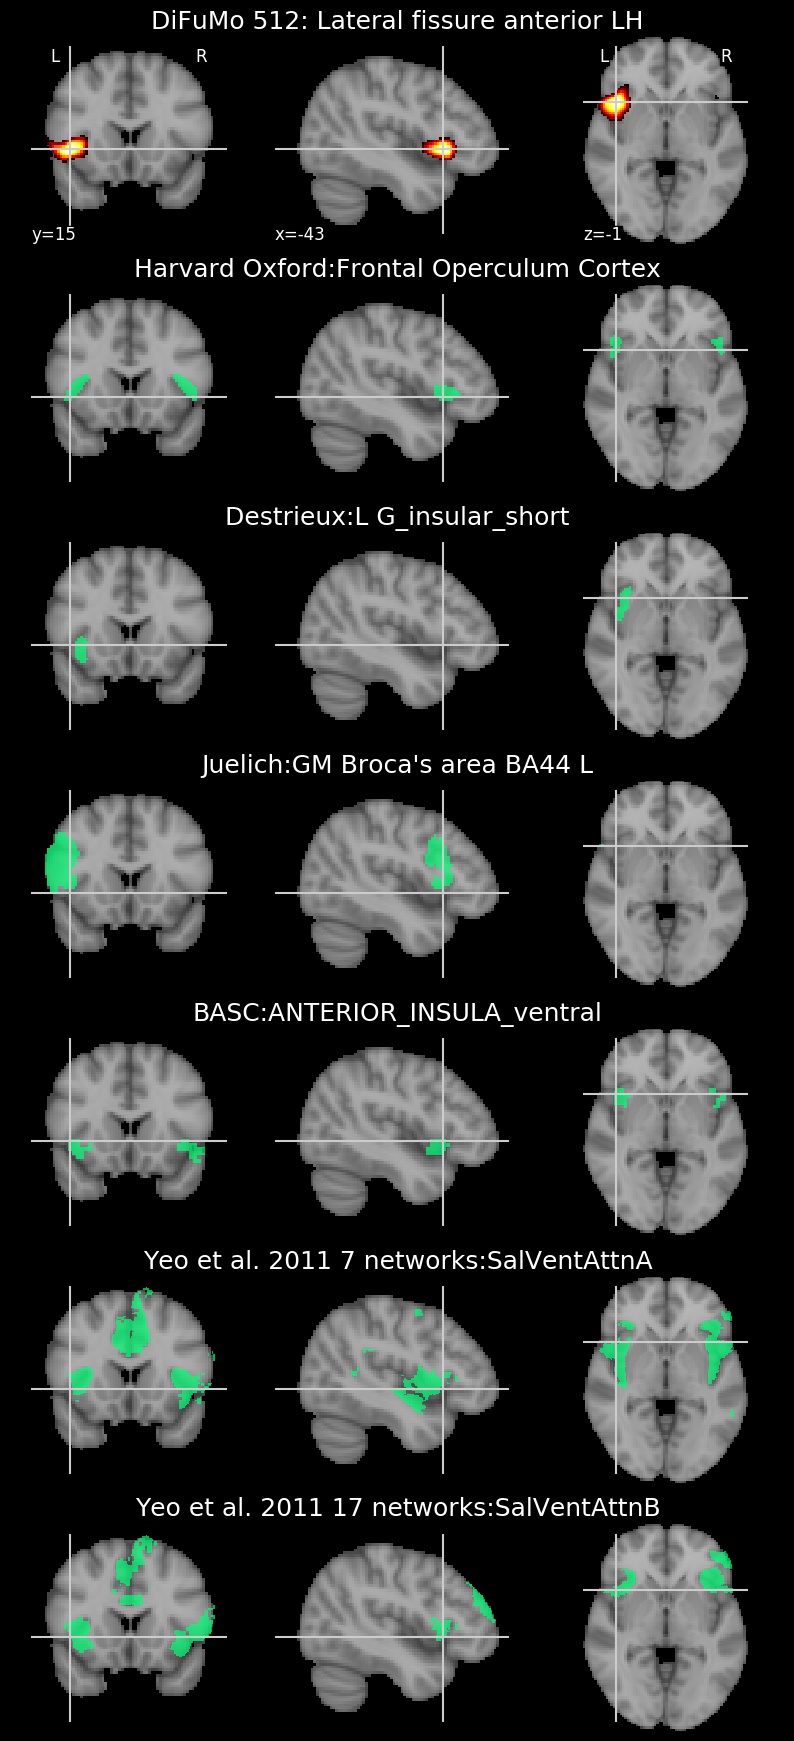 DiFuMo 512: Lateral fissure anterior LH
L R L R
y=15 x=-43 z=-1
Harvard Oxford:Frontal Operculum Cortex
Destrieux:L G_insular_short
Juelich:GM Broca's area BA44 L
BASC:ANTERIOR_INSULA_ventral
Yeo et al. 2011 7 networks:SalVentAttnA
Yeo et al. 2011 17 networks:SalVentAttnB